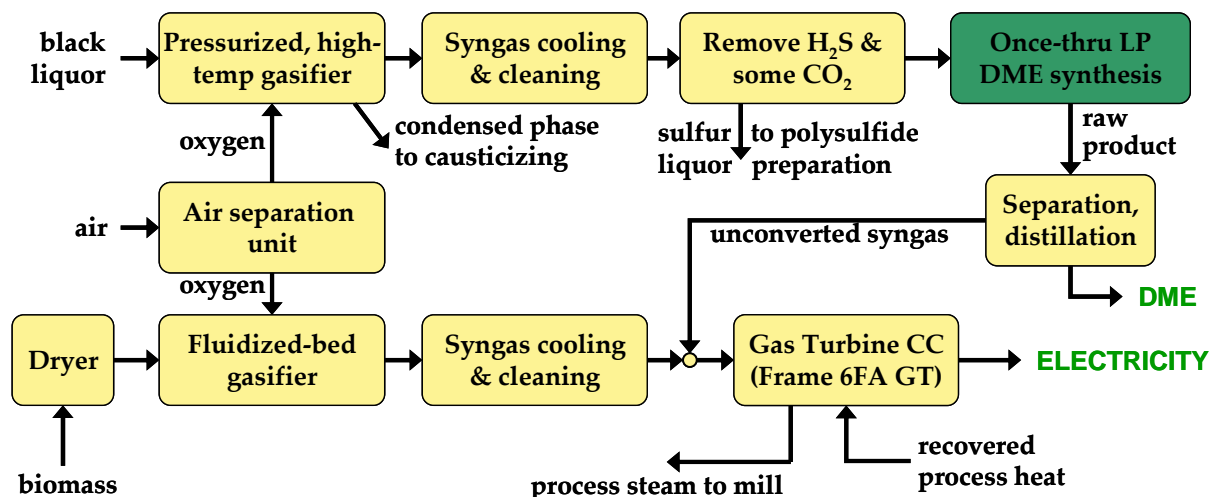 black
liquor
Pressurized, high-
temp gasifier
Syngas cooling
& cleaning
Remove H₂S &
some CO₂
Once-thru LP
DME synthesis
oxygen
condensed phase
to causticizing
sulfur
liquor
to polysulfide
preparation
raw
product
air
Air separation
unit
unconverted syngas
Separation,
distillation
oxygen
DME
Dryer
Fluidized-bed
gasifier
Syngas cooling
& cleaning
Gas Turbine CC
(Frame 6FA GT)
ELECTRICITY
biomass
process steam to mill
recovered
process heat